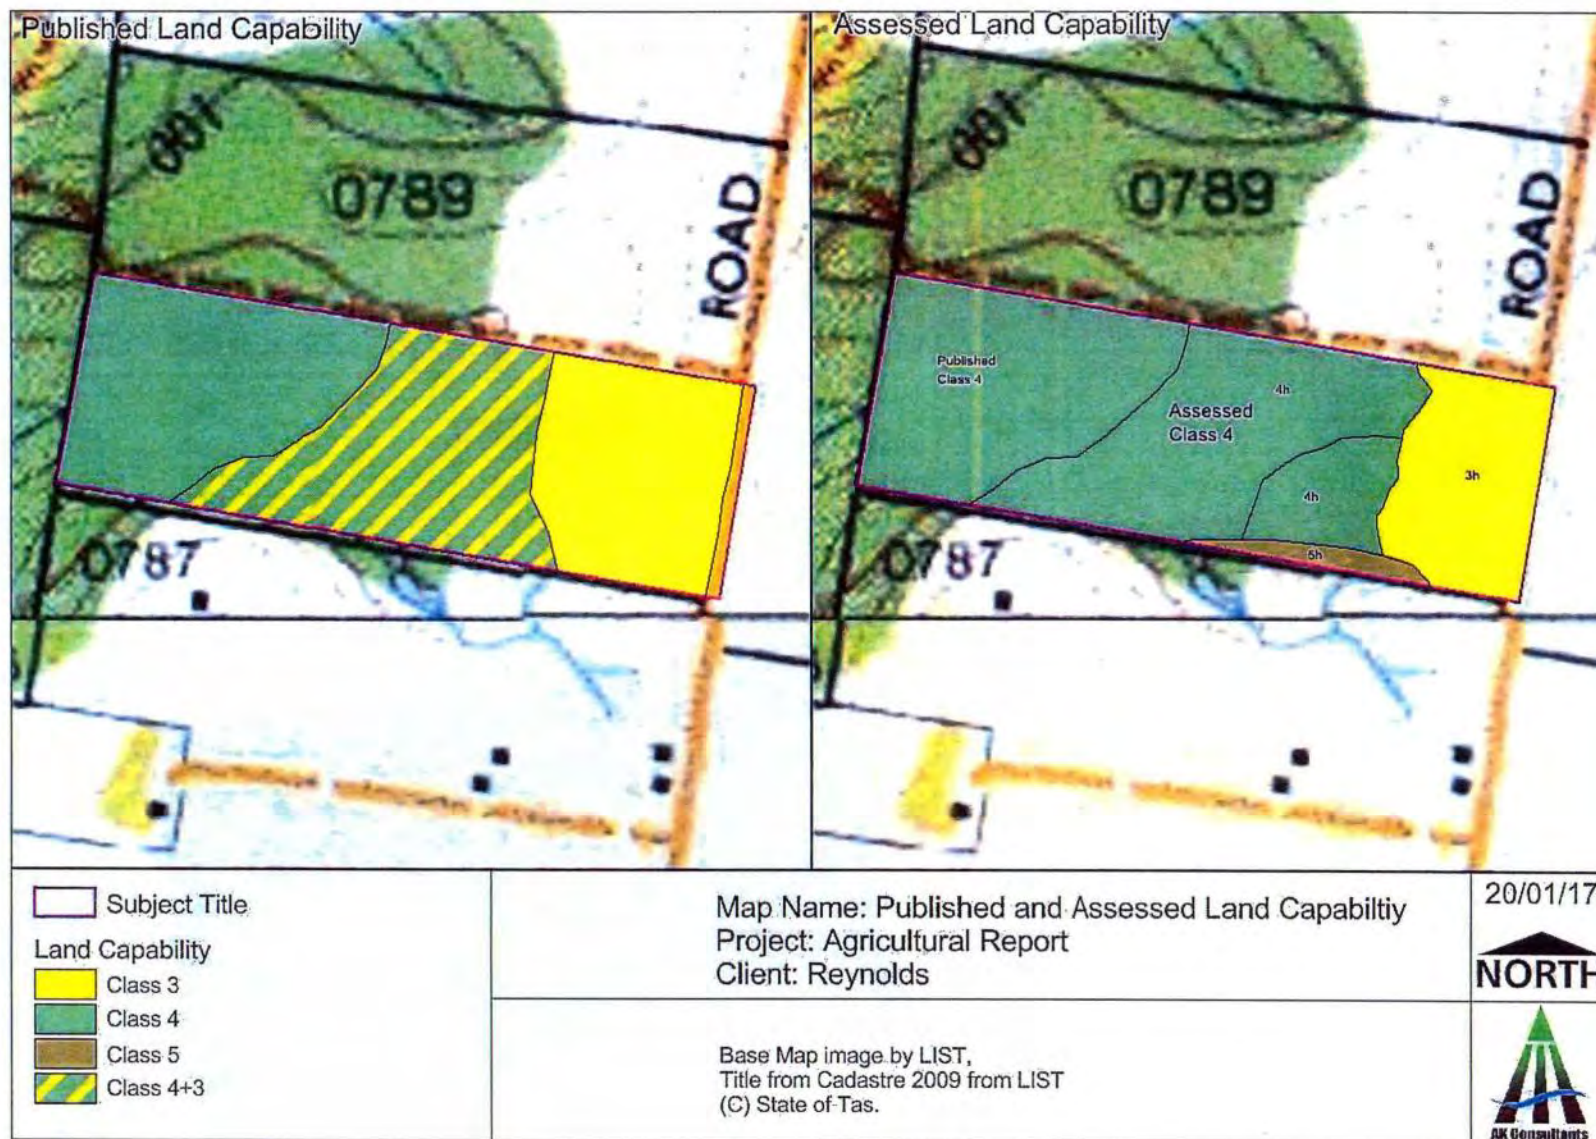 Published Land Capability
Assessed Land Capability
100
0789
ROAD
0787
100
0789
ROAD
Published
Class 4
4h
Assessed
Class 4
4h
3h
5h
0787
Subject Title
Land Capability
Class 3
Class 4
Class 5
Class 4+3
Map Name: Published and Assessed Land Capabiltiy
Project: Agricultural Report
Client: Reynolds
Base Map image by LIST,
Title from Cadastre 2009 from LIST
(C) State of Tas.
20/01/17
NORTH
AK Consultants